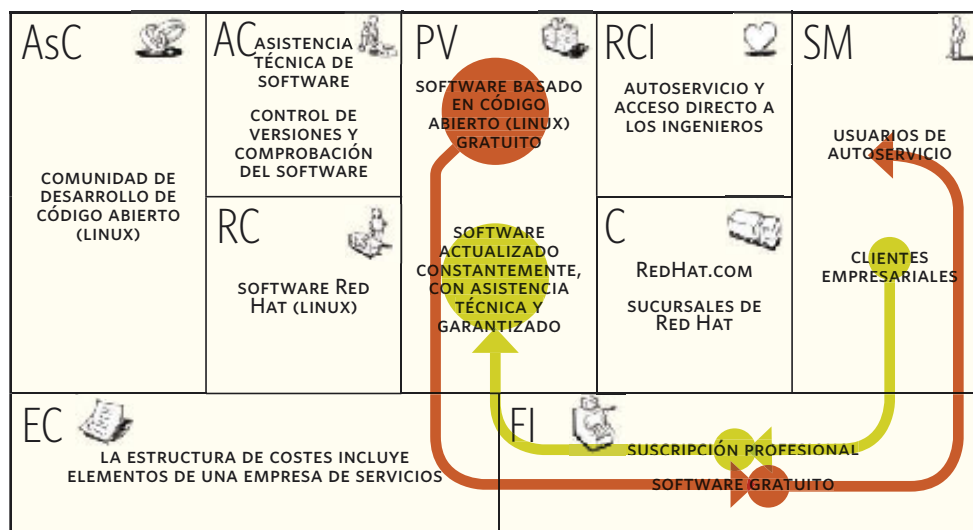 AsC
COMUNIDAD DE
DESARROLLO DE
CÓDIGO ABIERTO
(LINUX)
AC
ASISTENCIA
TÉCNICA DE
SOFTWARE
CONTROL DE
VERSIONES Y
COMPROBACIÓN
DEL SOFTWARE
RC
SOFTWARE RED
HAT (LINUX)
PV
SOFTWARE BASADO
EN CÓDIGO
ABIERTO (LINUX)
GRATUITO
SOFTWARE
ACTUALIZADO
CONSTANTEMENTE,
CON ASISTENCIA
TÉCNICA Y
GARANTIZADO
RCl
AUTOSERVICIO Y
ACCESO DIRECTO A
LOS INGENIEROS
C
REDHAT.COM
SUCURSALES DE
RED HAT
SM
USUARIOS DE
AUTOSERVICIO
CLIENTES
EMPRESARIALES
EC
LA ESTRUCTURA DE COSTES INCLUYE
ELEMENTOS DE UNA EMPRESA DE SERVICIOS
FI
SUSCRIPCIÓN PROFESIONAL
SOFTWARE GRATUITO